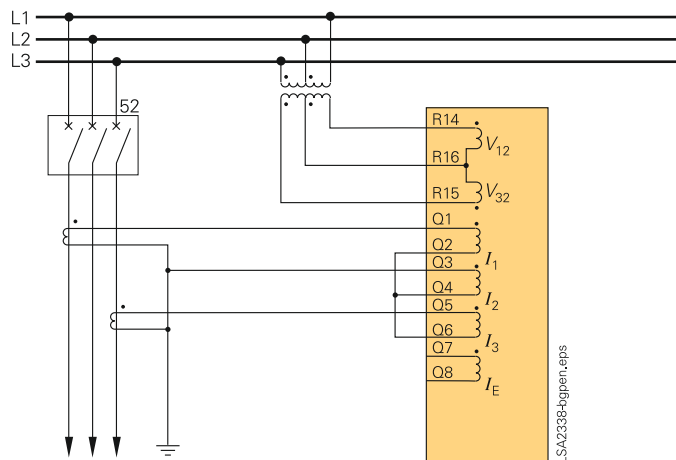 L1
L2
L3
52
R14
V12
R16
R15
V32
Q1
Q2
I1
Q3
Q4
I2
Q5
Q6
I3
Q7
Q8
IE
LSA2338-bgpen.eps